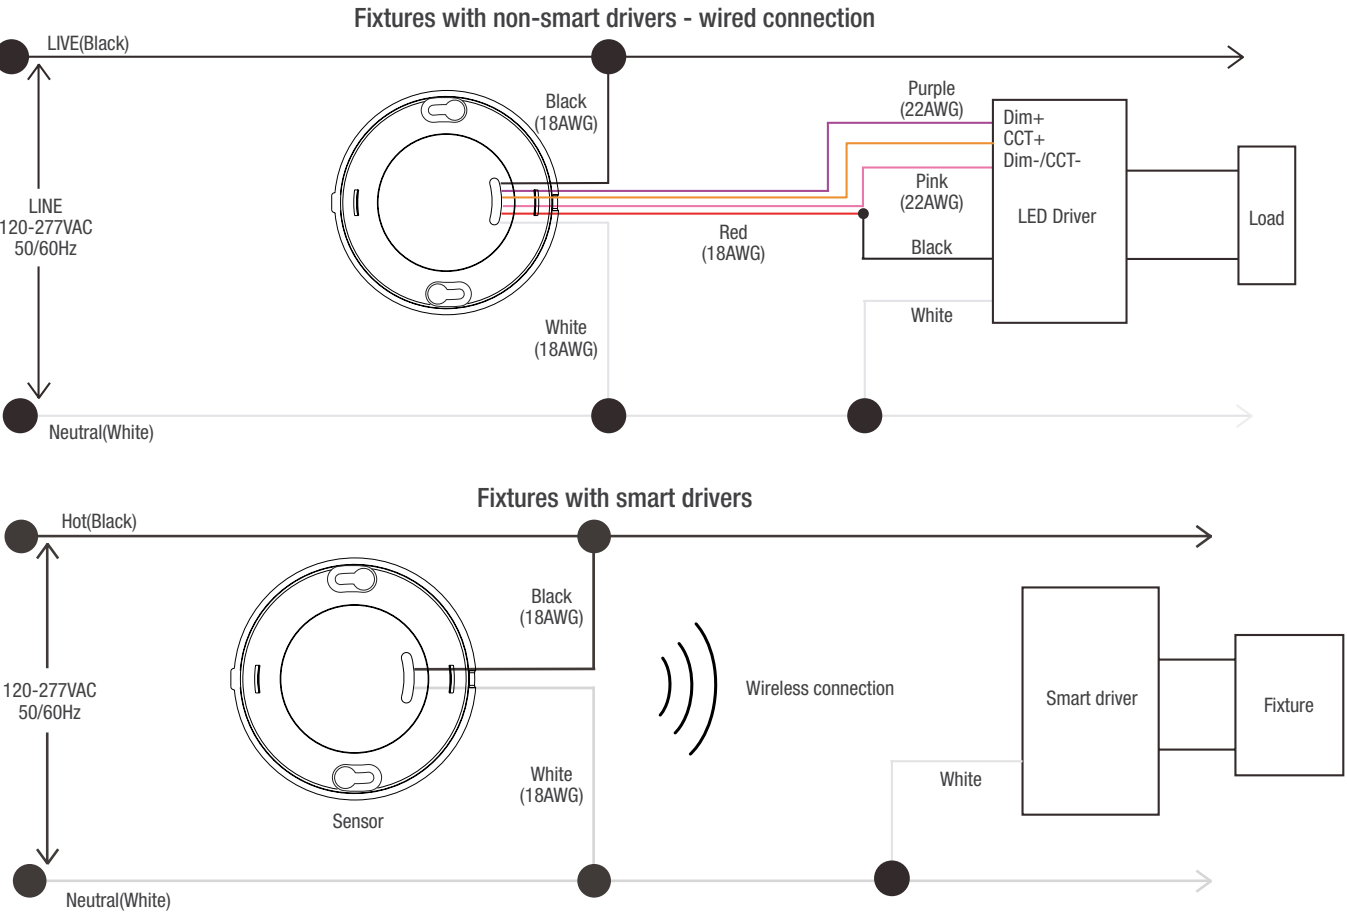 Fixtures with non-smart drivers - wired connection
LIVE(Black)
Black
(18AWG)
Purple
(22AWG)
Dim+
CCT+
Dim-/CCT-
Pink
(22AWG)
LINE
120-277VAC
50/60Hz
LED Driver
Load
Red
(18AWG)
Black
White
White
(18AWG)
Neutral(White)
Fixtures with smart drivers
Hot(Black)
Black
(18AWG)
120-277VAC
50/60Hz
Wireless connection
Smart driver
Fixture
White
(18AWG)
White
Sensor
Neutral(White)